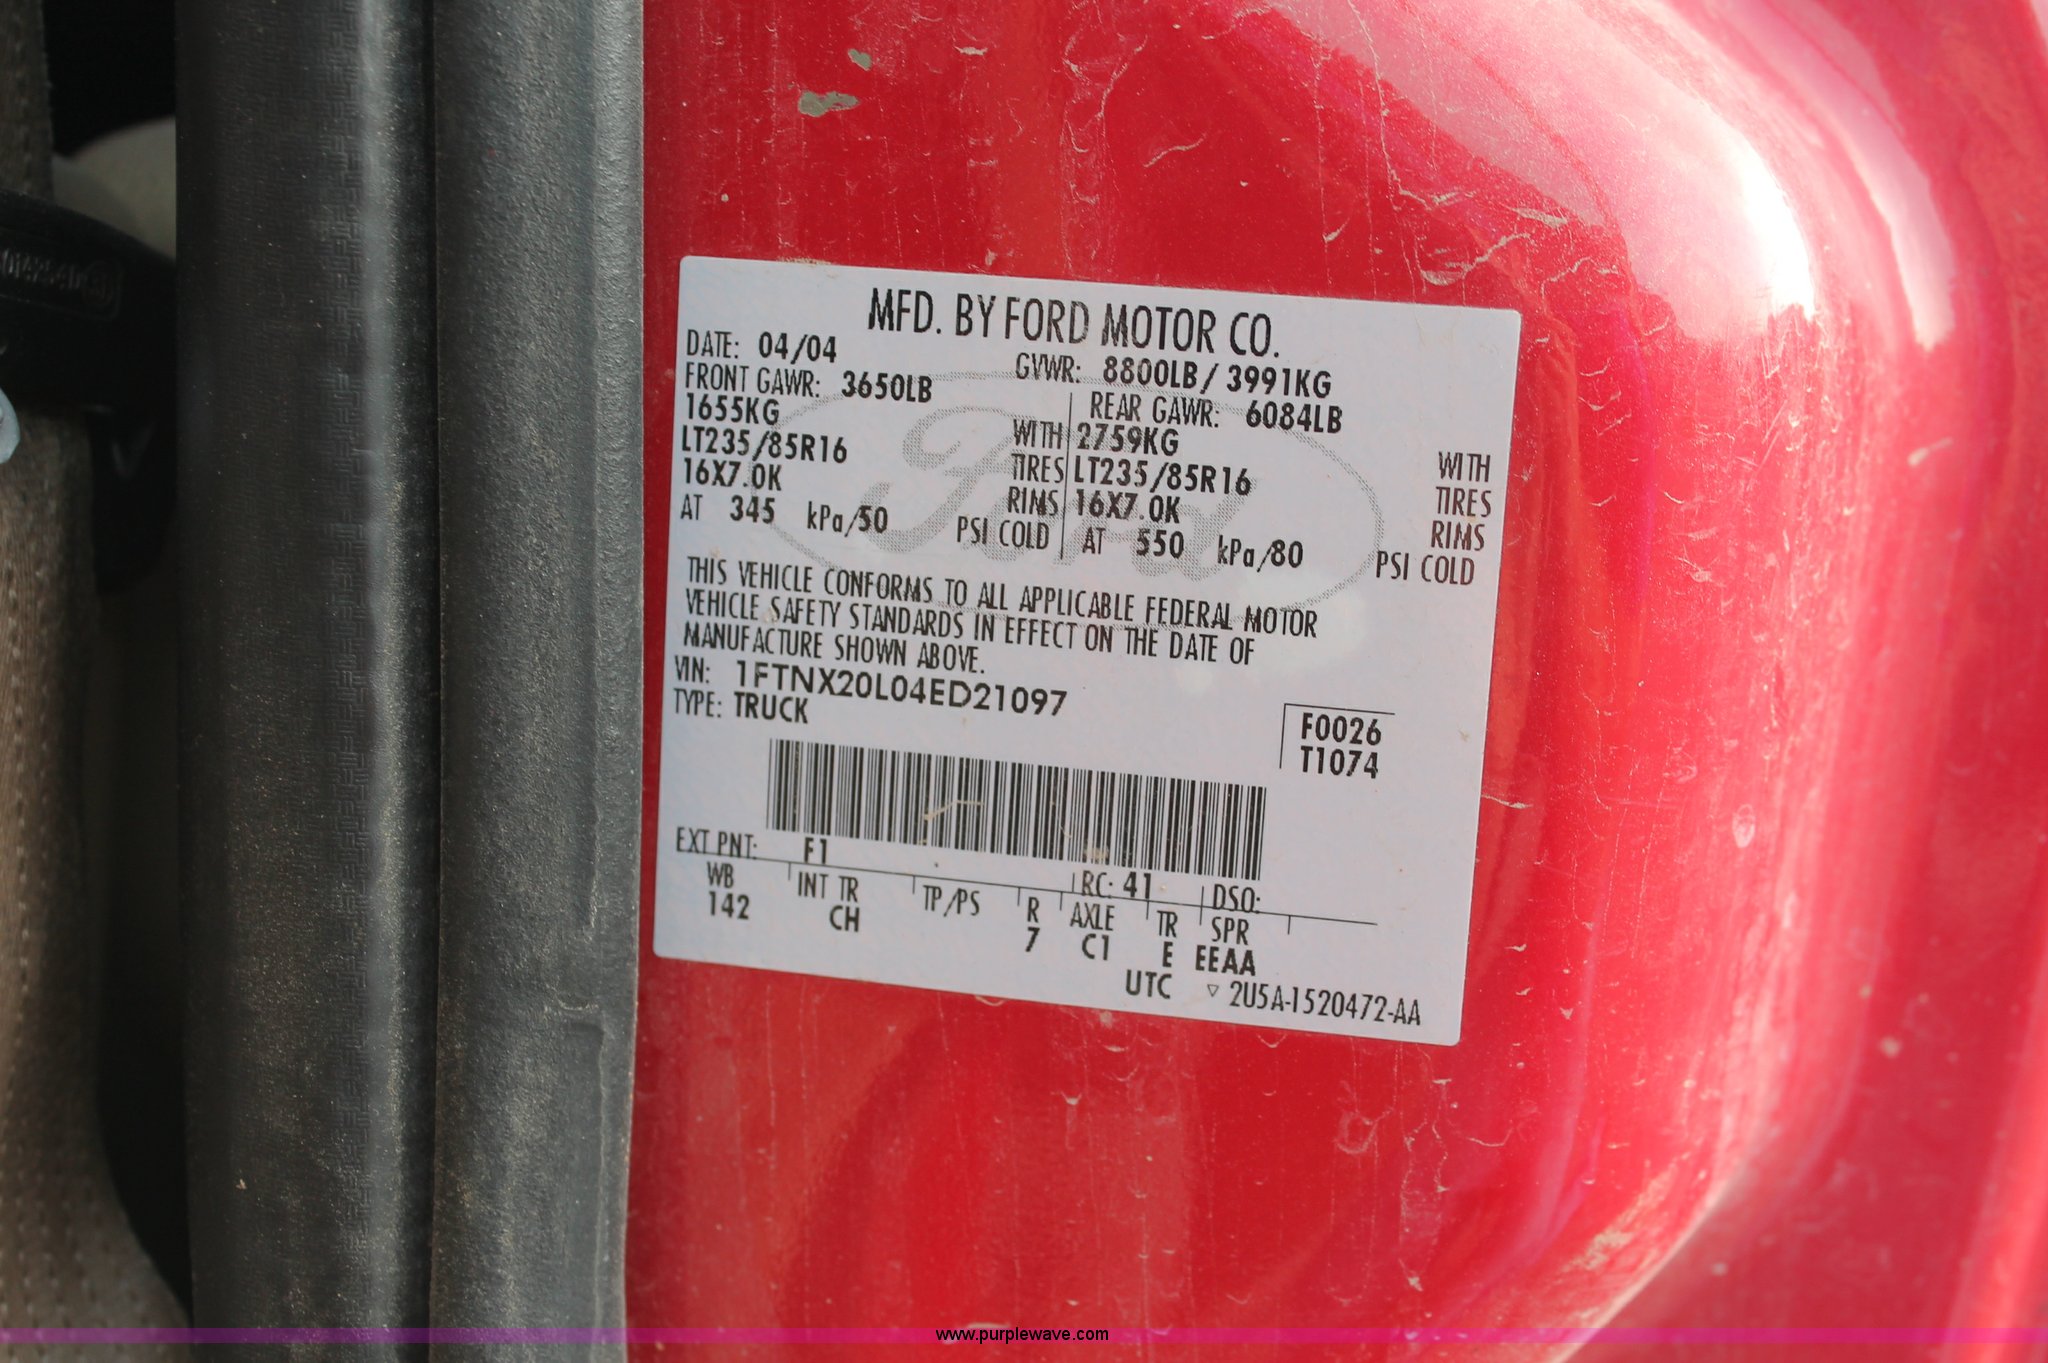 MFD. BY FORD MOTOR CO.
DATE: 04/04 GVWR: 8800LB / 3991KG
FRONT GAWR: 3650LB REAR GAWR: 6084LB
1655KG WITH 2759KG WITH
LT235/85R16 TIRES LT235/85R16 TIRES
16X7.0K RIMS 16X7.0K RIMS
AT 345 kPa/50 PSI COLD AT 550 kPa/80 PSI COLD
Ford
THIS VEHICLE CONFORMS TO ALL APPLICABLE FEDERAL MOTOR
VEHICLE SAFETY STANDARDS IN EFFECT ON THE DATE OF
MANUFACTURE SHOWN ABOVE.
VIN: 1FTNX20L04ED21097
TYPE: TRUCK
F0026
T1074
EXT PNT: F1 RC: 41 DSO:
WB INT TR TP/PS R AXLE TR SPR
142 CH 7 C1 E EEAA
UTC ▽ 2U5A-1520472-AA
www.purplewave.com